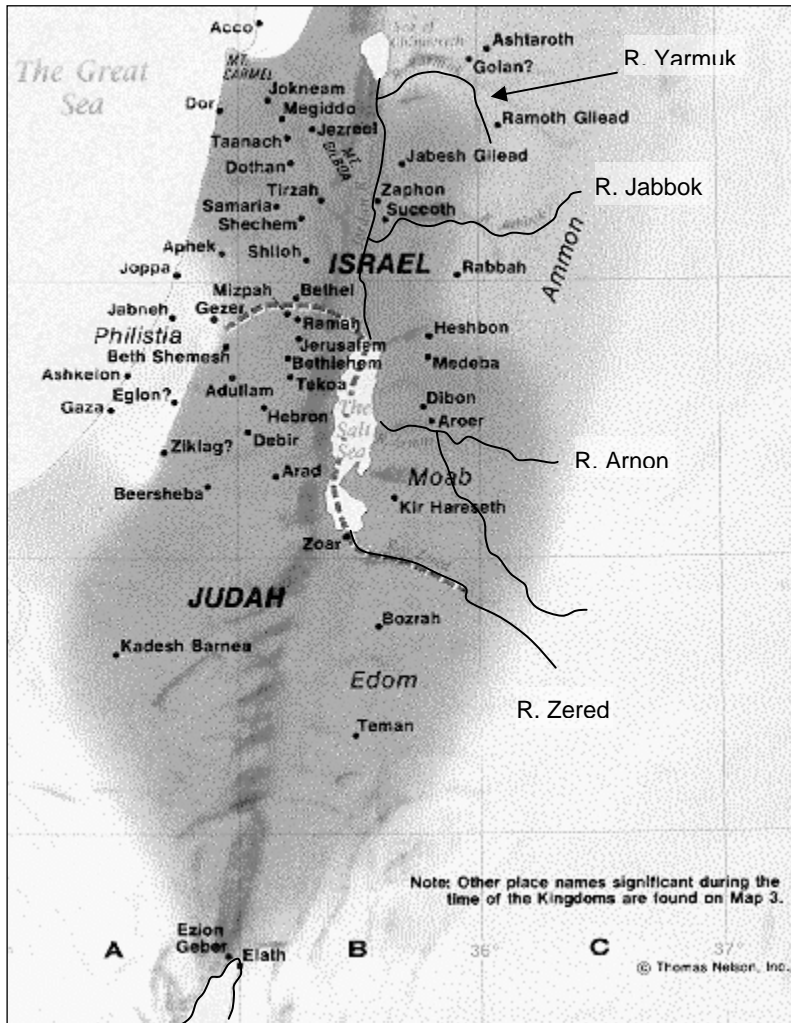 Acco
Ashtaroth
Golan?
R. Yarmuk
The Great
Sea
MT.
CARMEL
Jokneam
Dor
Megiddo
Ramoth Gilead
Jezreel
Taanach
MT.
GILBOA
Jabesh Gilead
Dothan
Tirzah
Zaphon
R. Jabbok
Samaria
Succoth
Shechem
Ammon
Aphek
Shiloh
ISRAEL
Joppa
Rabbah
Mizpah
Bethel
Jabneh
Gezer
Ramah
Philistia
Heshbon
Jerusalem
Beth Shemesh
Bethlehem
Medeba
Ashkelon
Tekoa
Eglon?
Adullam
Dibon
Gaza
Hebron
The
Salt
Sea
Aroer
Debir
Ziklag?
R. Arnon
Arad
Moab
Beersheba
Kir Hareseth
Zoar
JUDAH
Bozrah
Kadesh Barnea
Edom
R. Zered
Teman
Note: Other place names significant during the
time of the Kingdoms are found on Map 3.
Ezion
Geber
Elath
A
B
36°
C
37°
© Thomas Nelson, Inc.